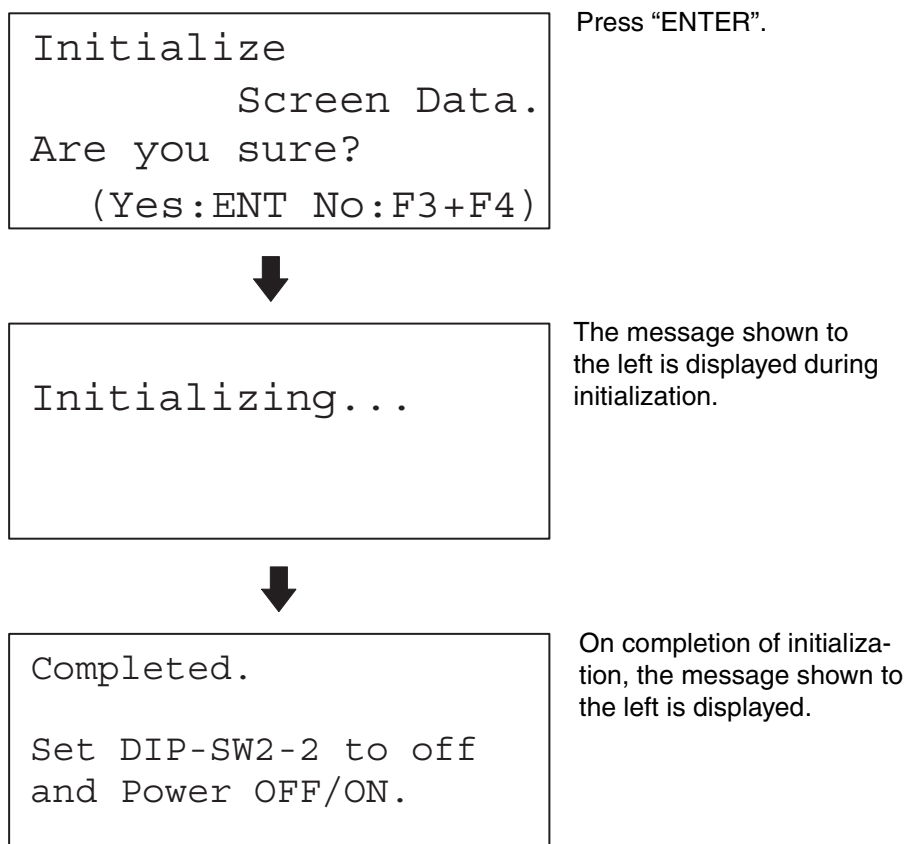 Initialize
Screen Data.
Are you sure?
(Yes:ENT No:F3+F4)
Press “ENTER”.
Initializing...
The message shown to
the left is displayed during
initialization.
Completed.
Set DIP-SW2-2 to off
and Power OFF/ON.
On completion of initializa-
tion, the message shown to
the left is displayed.